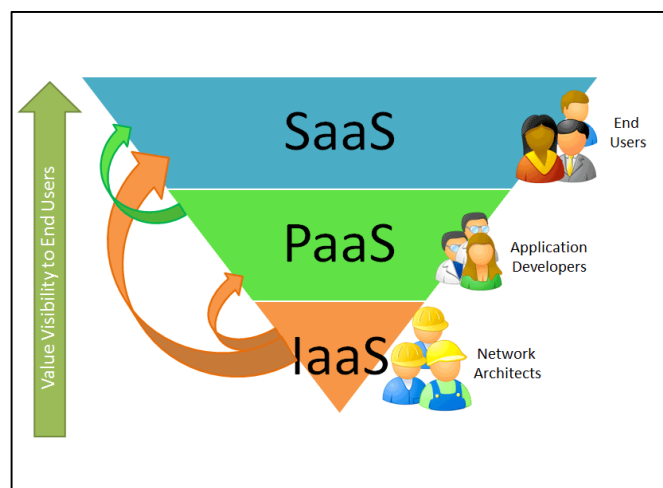 Value Visibility to End Users
SaaS
End
Users
PaaS
Application
Developers
IaaS
Network
Architects